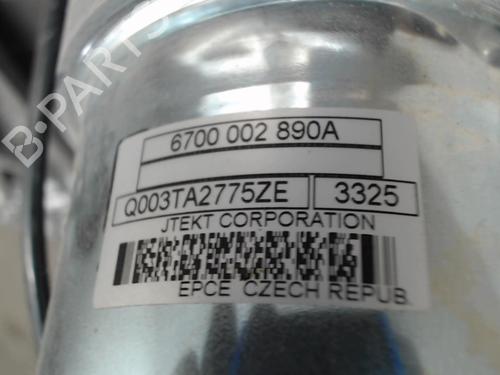 B-PARTS
6700 002 890A
Q003TA2775ZE 3325
JTEKT CORPORATION
EPCE CZECH REPUB.